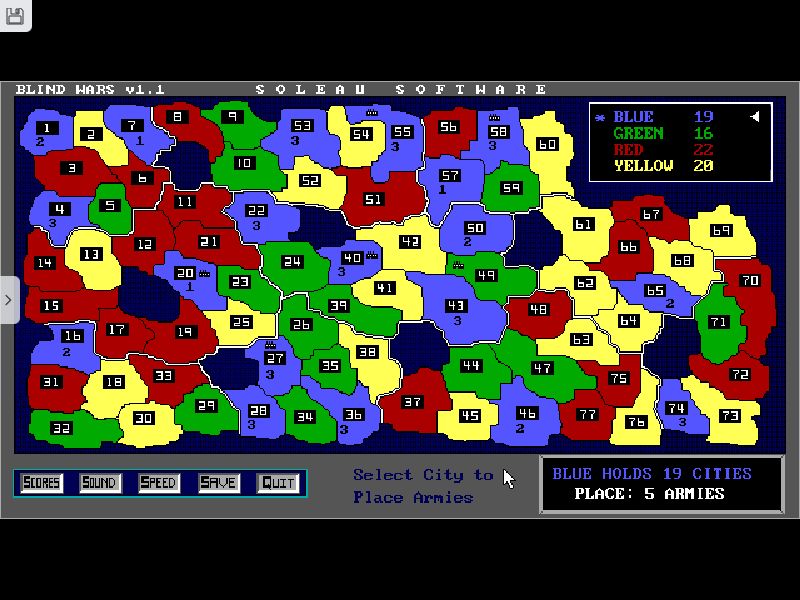 BLIND WARS v1.1 SOLEAU SOFTWARE
1 2 7 8 9 53 54 55 56 58 60
2 1 3 3 3
* BLUE 19
GREEN 16
RED 22
YELLOW 20
3 6 10 52 57 59
1
4 5 11 22 51
3 3
12 21 42 50 61 67 69
2
14 13 24 40 66 68
3
20 23 41 49 62 65 70
1 2
15 39 43 48 64 71
3
16 17 19 25 26 38 63
2
27 35 44 47 72
3
31 18 33 37 75
32 30 29 28 34 36 45 46 77 76 74 73
3 3 2 3
SCORES SOUND SPEED SAVE QUIT
Select City to
Place Armies
BLUE HOLDS 19 CITIES
PLACE: 5 ARMIES